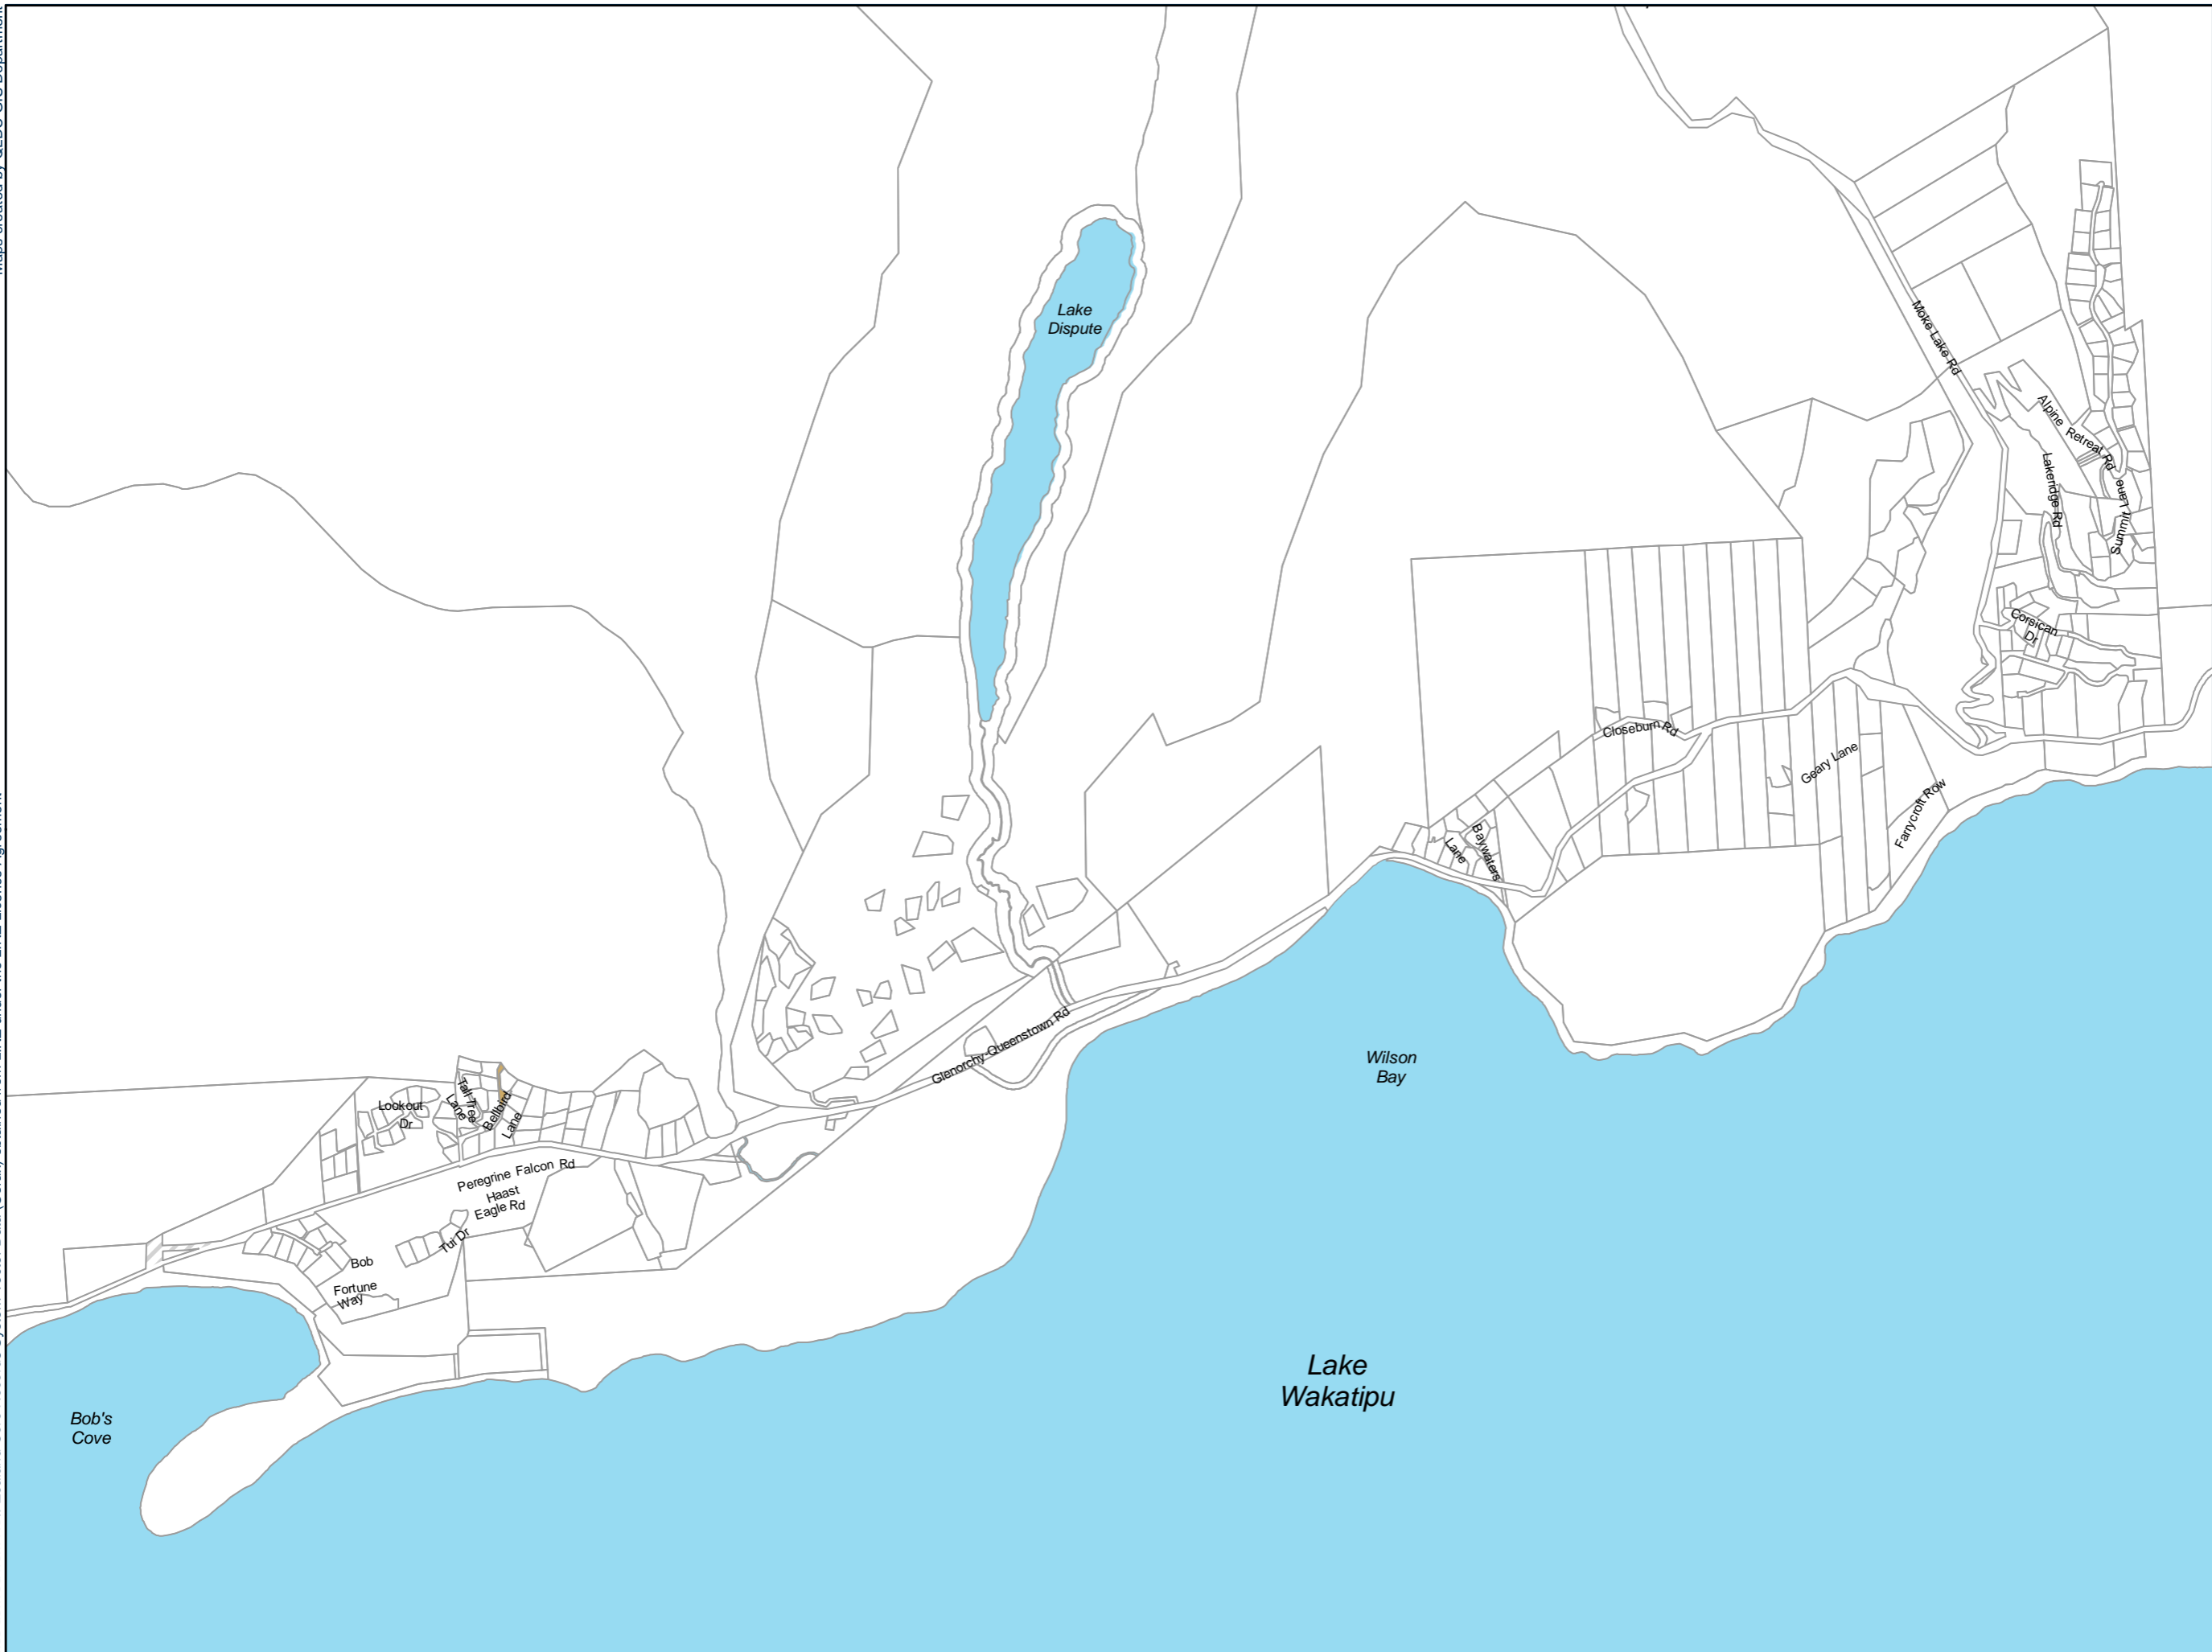 Lake
Dispute
Moke Lake Rd
Alpine Retreat Rd
Lakeridge Rd
Summit Lane
Corsican
Dr
Closeburn Rd
Geary Lane
Farrycroft Row
Baywaters
Lane
Glenorchy-Queenstown Rd
Wilson
Bay
Tall Tree
Lane
Lookout
Dr
Bellbird
Lane
Peregrine Falcon Rd
Haast
Eagle Rd
Tui Dr
Bob
Fortune
Way
Lake
Wakatipu
Bob's
Cove